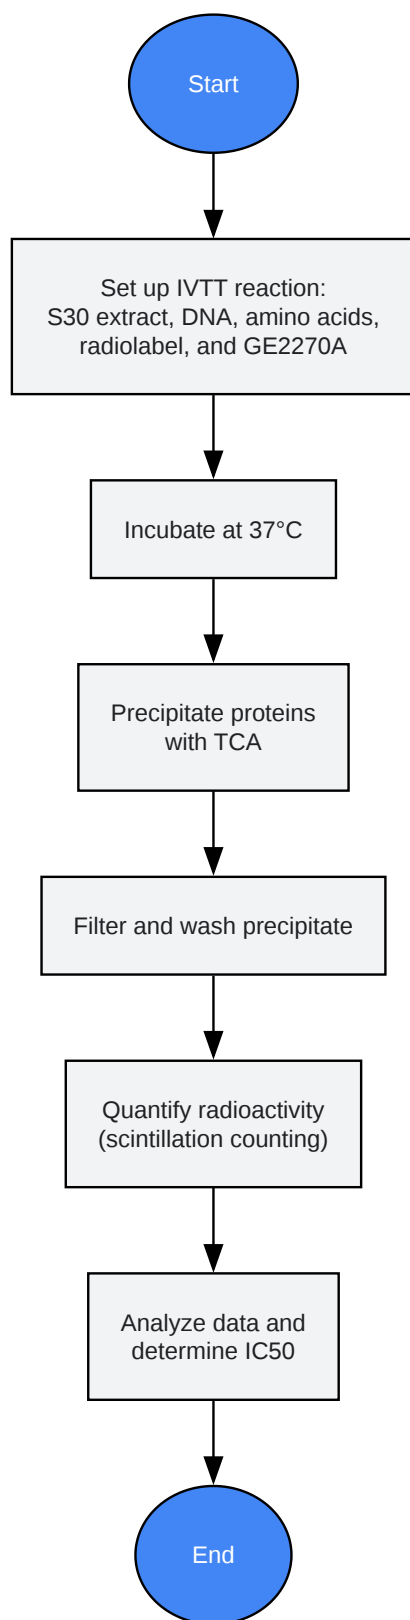 Start
Set up IVTT reaction:
S30 extract, DNA, amino acids,
radiolabel, and GE2270A
Incubate at 37°C
Precipitate proteins
with TCA
Filter and wash precipitate
Quantify radioactivity
(scintillation counting)
Analyze data and
determine IC50
End